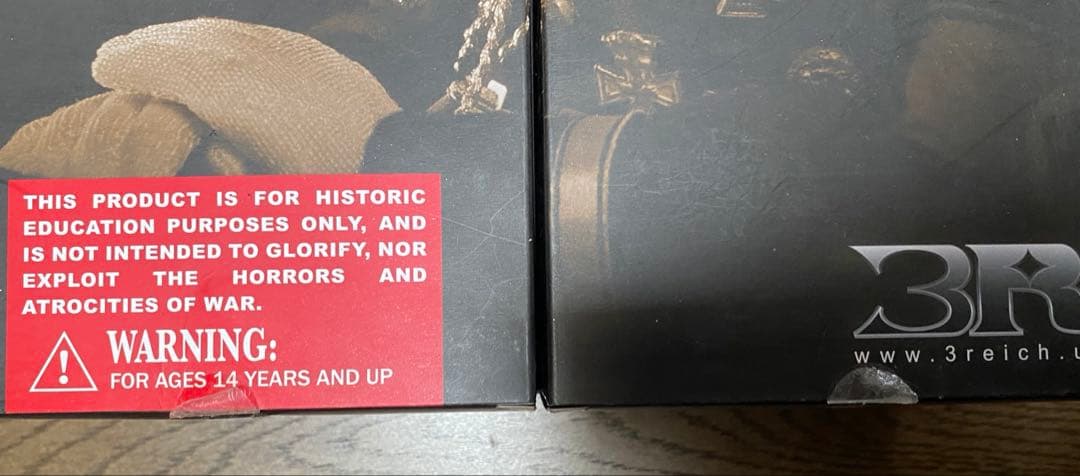 THIS PRODUCT IS FOR HISTORIC
EDUCATION PURPOSES ONLY, AND
IS NOT INTENDED TO GLORIFY, NOR
EXPLOIT THE HORRORS AND
ATROCITIES OF WAR.
WARNING:
FOR AGES 14 YEARS AND UP
3R
www.3reich.u